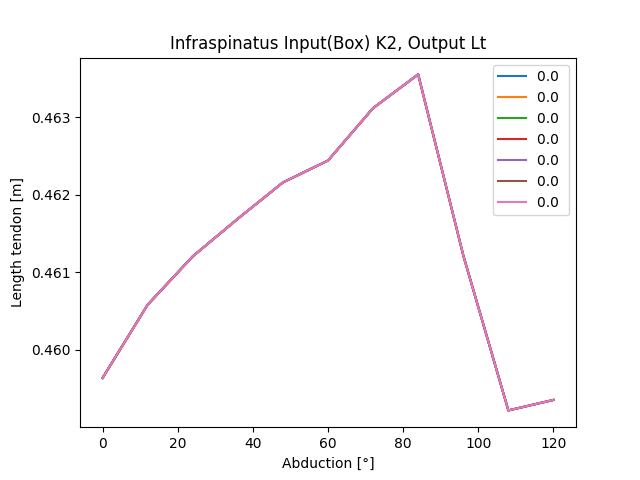 Infraspinatus Input(Box) K2, Output Lt
0.0
0.0
0.0
0.0
0.0
0.0
0.0
0.463
0.462
0.461
0.460
Length tendon [m]
0 20 40 60 80 100 120
Abduction [°]